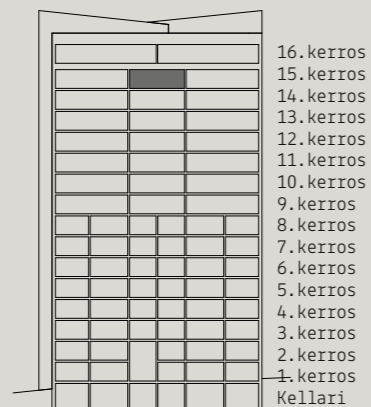 16.kerros
15.kerros
14.kerros
13.kerros
12.kerros
11.kerros
10.kerros
9.kerros
8.kerros
7.kerros
6.kerros
5.kerros
4.kerros
3.kerros
2.kerros
1.kerros
Kellari